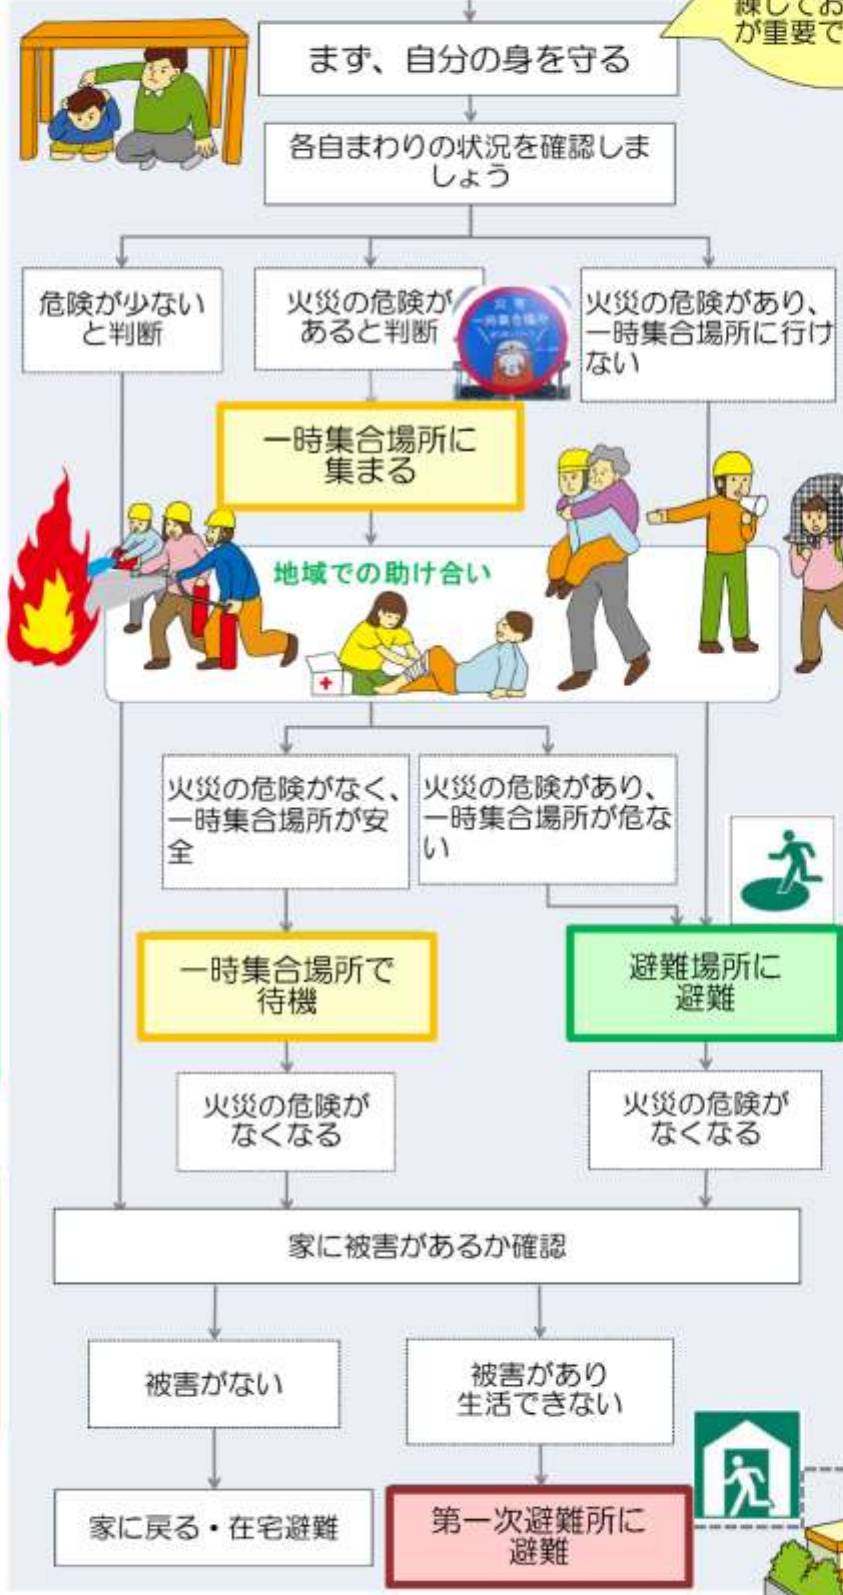 練してお
が重要で
まず、自分の身を守る
各自まわりの状況を確認しま
しょう
危険が少ない
と判断
火災の危険が
あると判断
一時集合場所
火災の危険があり、
一時集合場所に行け
ない
一時集合場所に
集まる
地域での助け合い
火災の危険がなく、
一時集合場所が安
全
火災の危険があり、
一時集合場所が危な
い
一時集合場所で
待機
避難場所に
避難
火災の危険が
なくなる
火災の危険が
なくなる
家に被害があるか確認
被害がない
被害があり
生活できない
家に戻る・在宅避難
第一次避難所に
避難